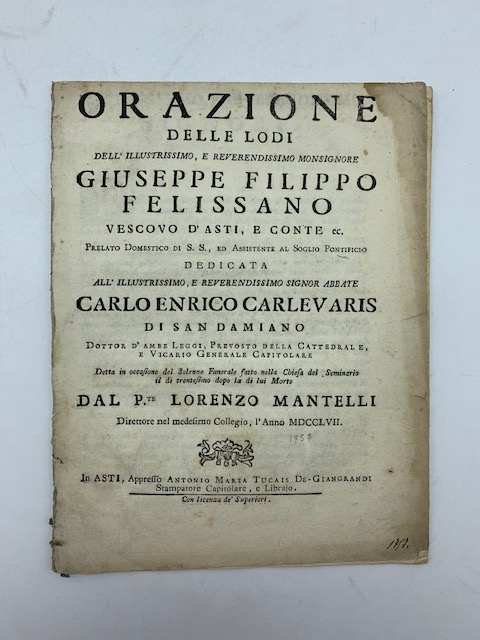 ORAZIONE
DELLE LODI
DELL' ILLUSTRISSIMO, E REVERENDISSIMO MONSIGNORE
GIUSEPPE FILIPPO
FELISSANO
VESCOVO D'ASTI, E CONTE ec.
PRELATO DOMESTICO DI S. S., ED ASSISTENTE AL SOGLIO PONTIFICIO
DEDICATA
ALL' ILLUSTRISSIMO, E REVERENDISSIMO SIGNOR ABBATE
CARLO ENRICO CARLEVARIS
DI SAN DAMIANO
DOTTOR D' AMBE LEGGI, PREVOSTO DELLA CATTEDRALE,
E VICARIO GENERALE CAPITOLARE
Detta in occasione del Solenne Funerale fatto nella Chiesa del Seminario
il dì trentesimo dopo la di lui Morte
DAL P.TE LORENZO MANTELLI
Direttore nel medesimo Collegio, l'Anno MDCCLVII.
1757
In ASTI, Appresso ANTONIO MARIA TUCAIS DE-GIANGRANDI
Stampatore Capitolare, e Librajo.
Con licenza de' Superiori.